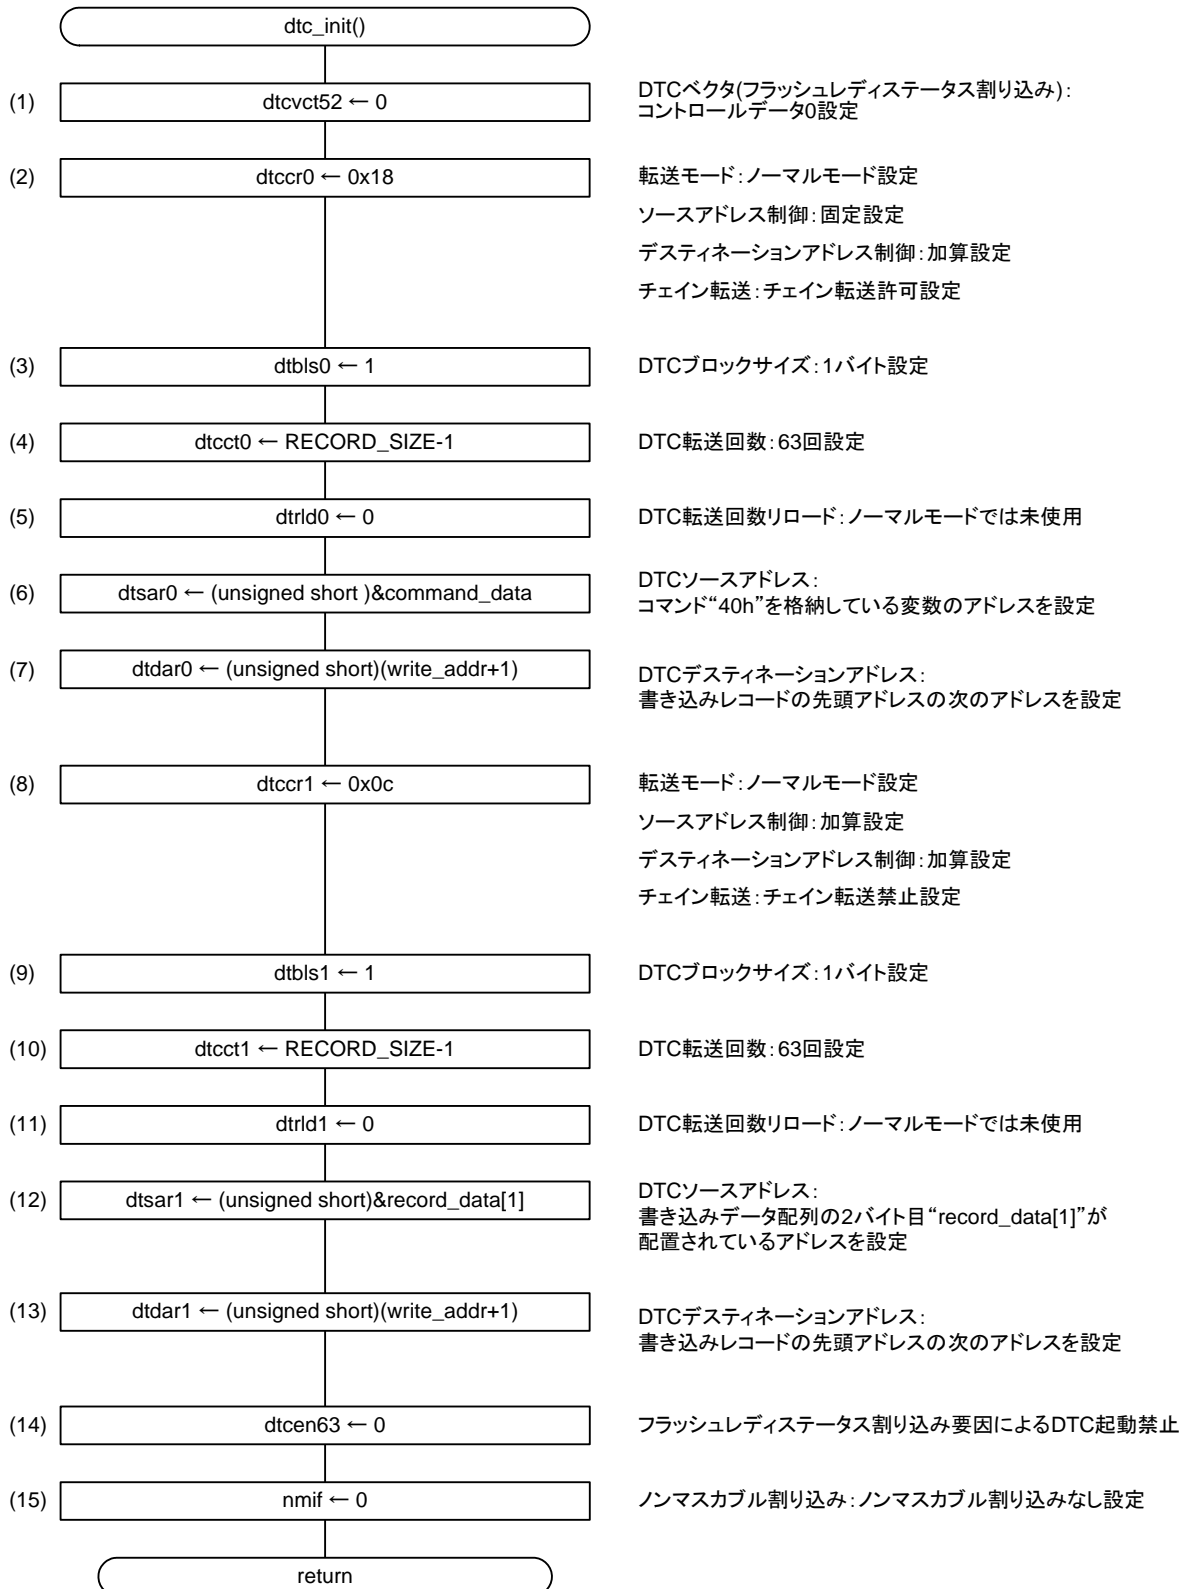 dtc_init()
(1)
dtcvct52 ← 0
DTCベクタ(フラッシュレディステータス割り込み):
コントロールデータ0設定
(2)
dtccr0 ← 0x18
転送モード:ノーマルモード設定
ソースアドレス制御:固定設定
デスティネーションアドレス制御:加算設定
チェイン転送:チェイン転送許可設定
(3)
dtbls0 ← 1
DTCブロックサイズ:1バイト設定
(4)
dtcct0 ← RECORD_SIZE-1
DTC転送回数:63回設定
(5)
dtrld0 ← 0
DTC転送回数リロード:ノーマルモードでは未使用
(6)
dtsar0 ← (unsigned short )&command_data
DTCソースアドレス:
コマンド“40h”を格納している変数のアドレスを設定
(7)
dtdar0 ← (unsigned short)(write_addr+1)
DTCデスティネーションアドレス:
書き込みレコードの先頭アドレスの次のアドレスを設定
(8)
dtccr1 ← 0x0c
転送モード:ノーマルモード設定
ソースアドレス制御:加算設定
デスティネーションアドレス制御:加算設定
チェイン転送:チェイン転送禁止設定
(9)
dtbls1 ← 1
DTCブロックサイズ:1バイト設定
(10)
dtcct1 ← RECORD_SIZE-1
DTC転送回数:63回設定
(11)
dtrld1 ← 0
DTC転送回数リロード:ノーマルモードでは未使用
(12)
dtsar1 ← (unsigned short)&record_data[1]
DTCソースアドレス:
書き込みデータ配列の2バイト目“record_data[1]”が
配置されているアドレスを設定
(13)
dtdar1 ← (unsigned short)(write_addr+1)
DTCデスティネーションアドレス:
書き込みレコードの先頭アドレスの次のアドレスを設定
(14)
dtcen63 ← 0
フラッシュレディステータス割り込み要因によるDTC起動禁止
(15)
nmif ← 0
ノンマスカブル割り込み:ノンマスカブル割り込みなし設定
return